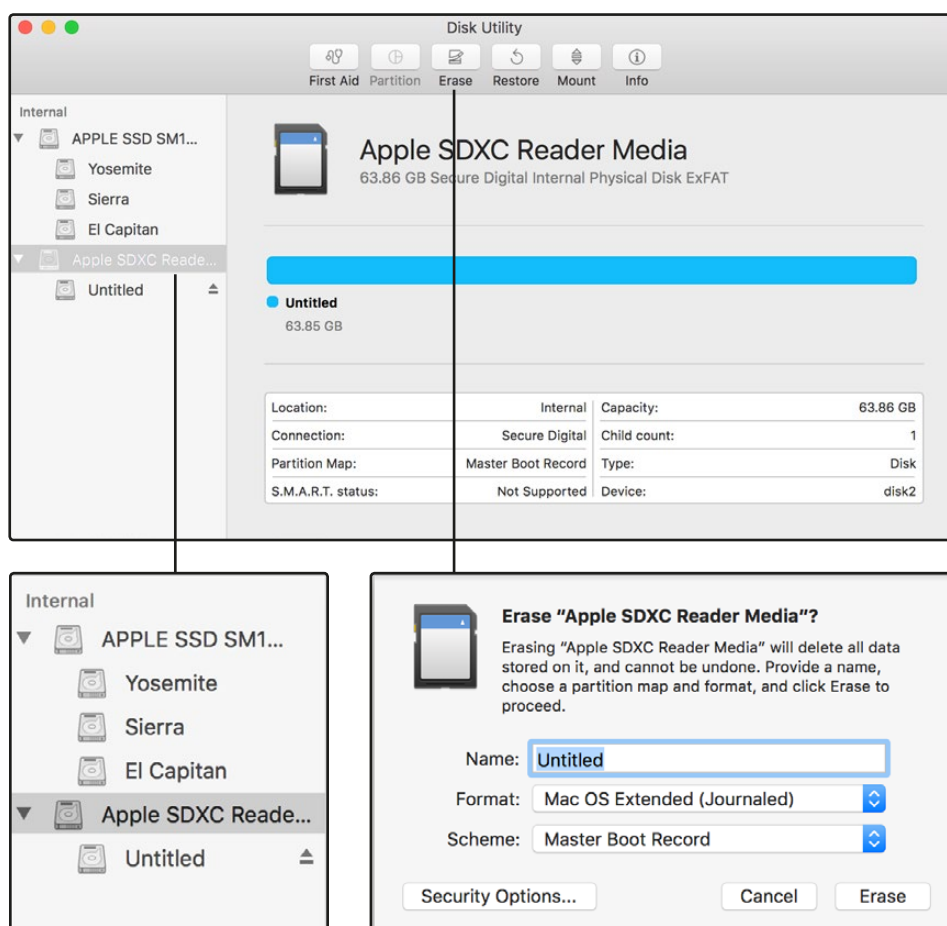 Disk Utility
First Aid Partition Erase Restore Mount Info
Internal
APPLE SSD SM1...
Yosemite
Sierra
El Capitan
Apple SDXC Reade...
Untitled
Apple SDXC Reader Media
63.86 GB Secure Digital Internal Physical Disk ExFAT
Untitled
63.85 GB
Location: Internal Capacity: 63.86 GB
Connection: Secure Digital Child count: 1
Partition Map: Master Boot Record Type: Disk
S.M.A.R.T. status: Not Supported Device: disk2
Internal
APPLE SSD SM1...
Yosemite
Sierra
El Capitan
Apple SDXC Reade...
Untitled
Erase “Apple SDXC Reader Media”?
Erasing “Apple SDXC Reader Media” will delete all data
stored on it, and cannot be undone. Provide a name,
choose a partition map and format, and click Erase to
proceed.
Name: Untitled
Format: Mac OS Extended (Journaled)
Scheme: Master Boot Record
Security Options... Cancel Erase